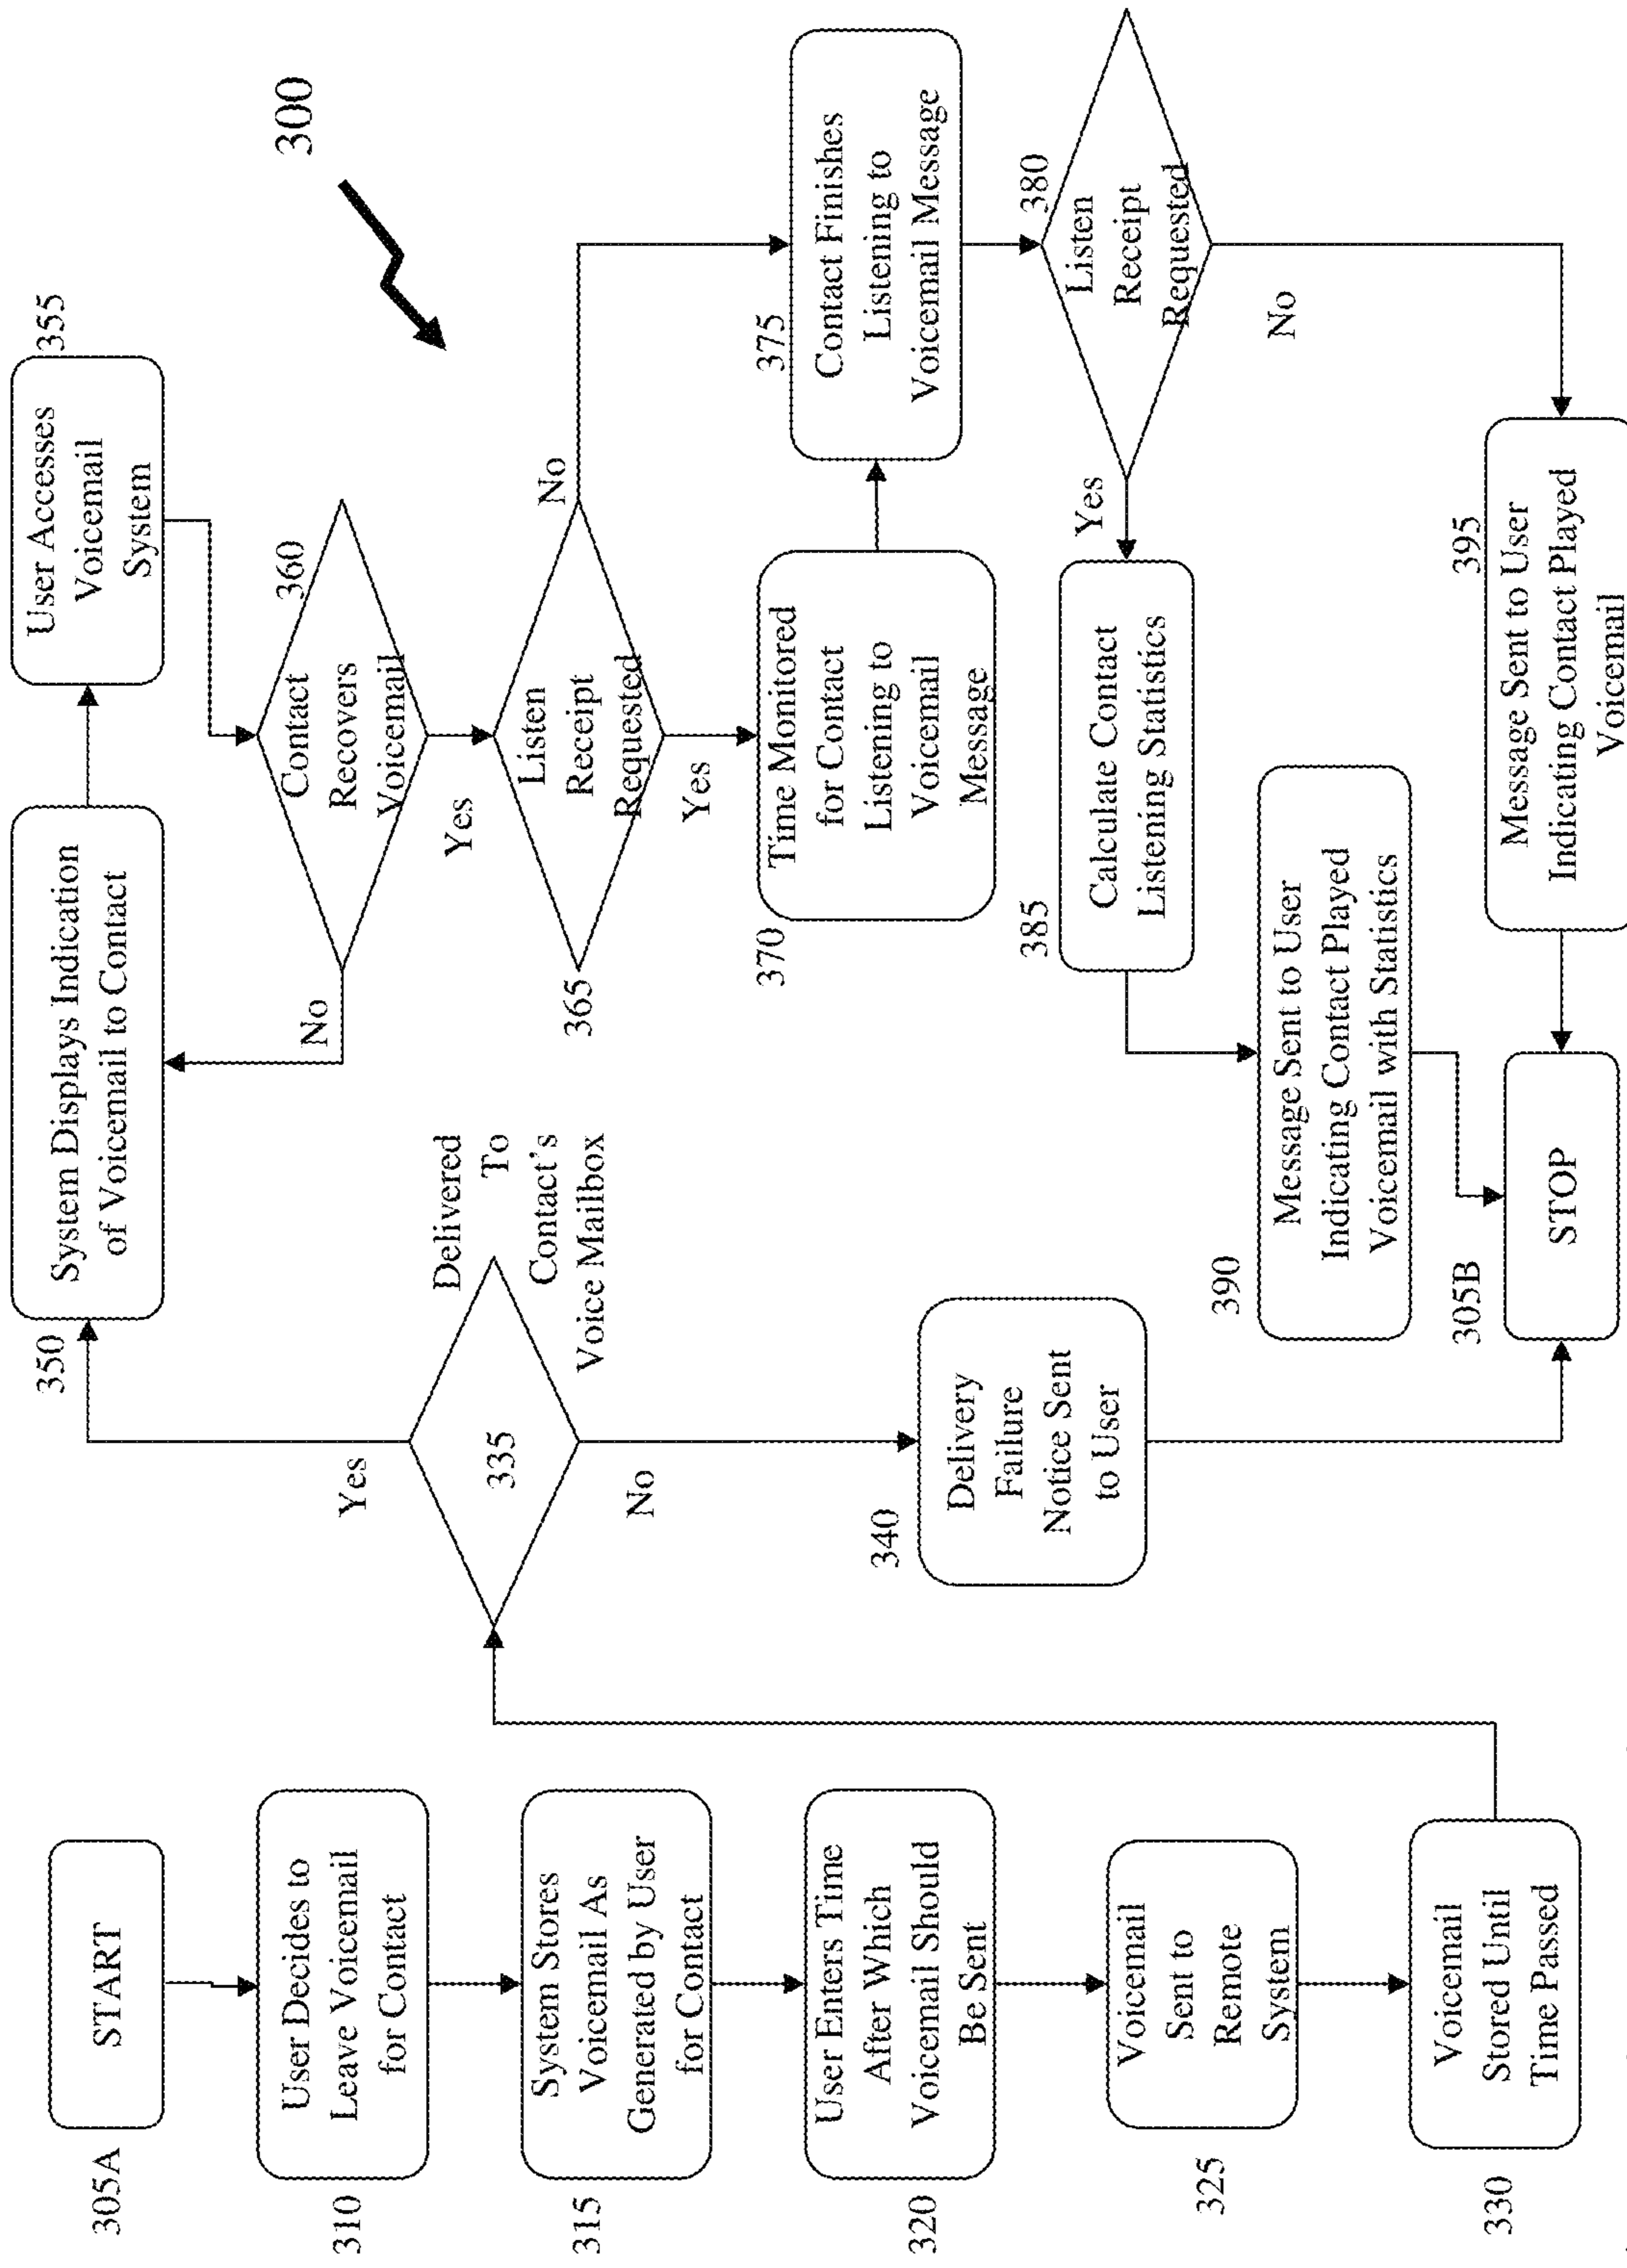 305A
START
310
User Decides to
Leave Voicemail
for Contact
315
System Stores
Voicemail As
Generated by User
for Contact
320
User Enters Time
After Which
Voicemail Should
Be Sent
325
Voicemail
Sent to
Remote
System
330
Voicemail
Stored Until
Time Passed
335
Delivered
To
Contact's
Voice Mailbox
Yes
No
340
Delivery
Failure
Notice Sent
to User
350
System Displays Indication
of Voicemail to Contact
355
User Accesses
Voicemail
System
360
Contact
Recovers
Voicemail
No
Yes
365
Listen
Receipt
Requested
No
Yes
370
Time Monitored
for Contact
Listening to
Voicemail
Message
375
Contact Finishes
Listening to
Voicemail Message
380
Listen
Receipt
Requested
Yes
No
385
Calculate Contact
Listening Statistics
390
Message Sent to User
Indicating Contact Played
Voicemail with Statistics
395
Message Sent to User
Indicating Contact Played
Voicemail
305B
STOP
300